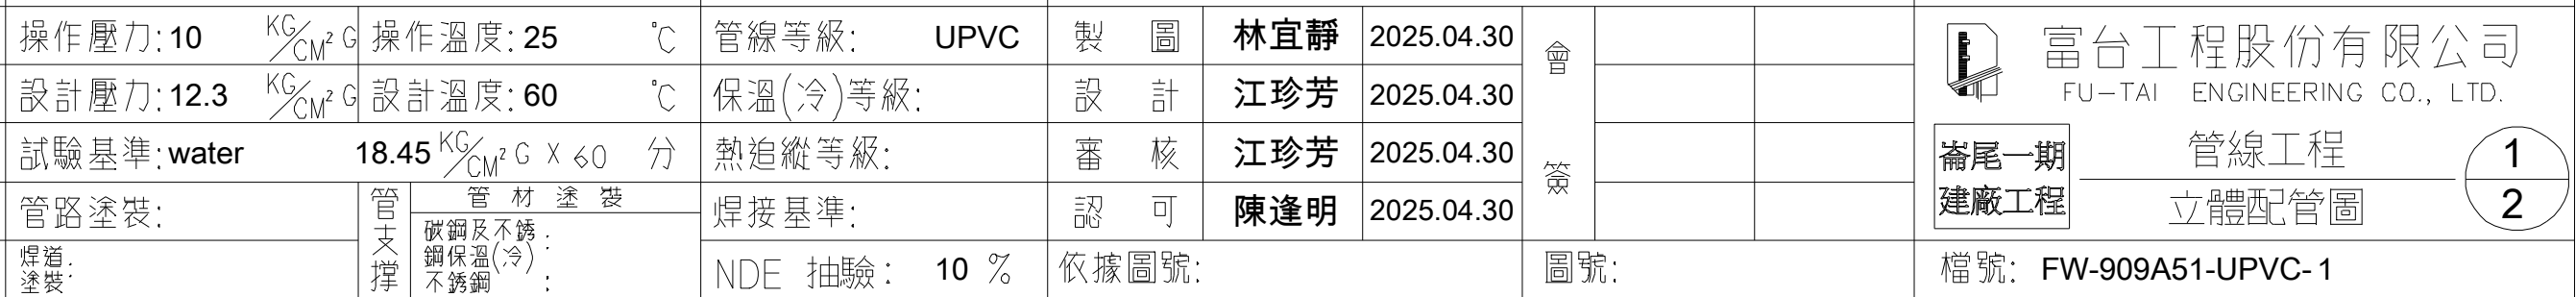 操作壓力:10 KG/CM² G 操作溫度:25 °C 管線等級: UPVC 製圖 林宜靜 2025.04.30
設計壓力:12.3 KG/CM² G 設計溫度:60 °C 保溫(冷)等級: 設計 江珍芳 2025.04.30
試驗基準:water 18.45 KG/CM² G X 60 分 熱追縱等級: 審核 江珍芳 2025.04.30
管路塗裝: 管支撐 管材塗裝 焊接基準: 認可 陳逢明 2025.04.30
碳鋼及不銹:
鋼保溫(冷)
不銹鋼 :
焊道:
塗裝:
NDE 抽驗: 10 % 依據圖號: 圖號:
會簽
富台工程股份有限公司
FU-TAI ENGINEERING CO., LTD.
崙尾一期
建廠工程
管線工程
立體配管圖
1
2
檔號: FW-909A51-UPVC-1